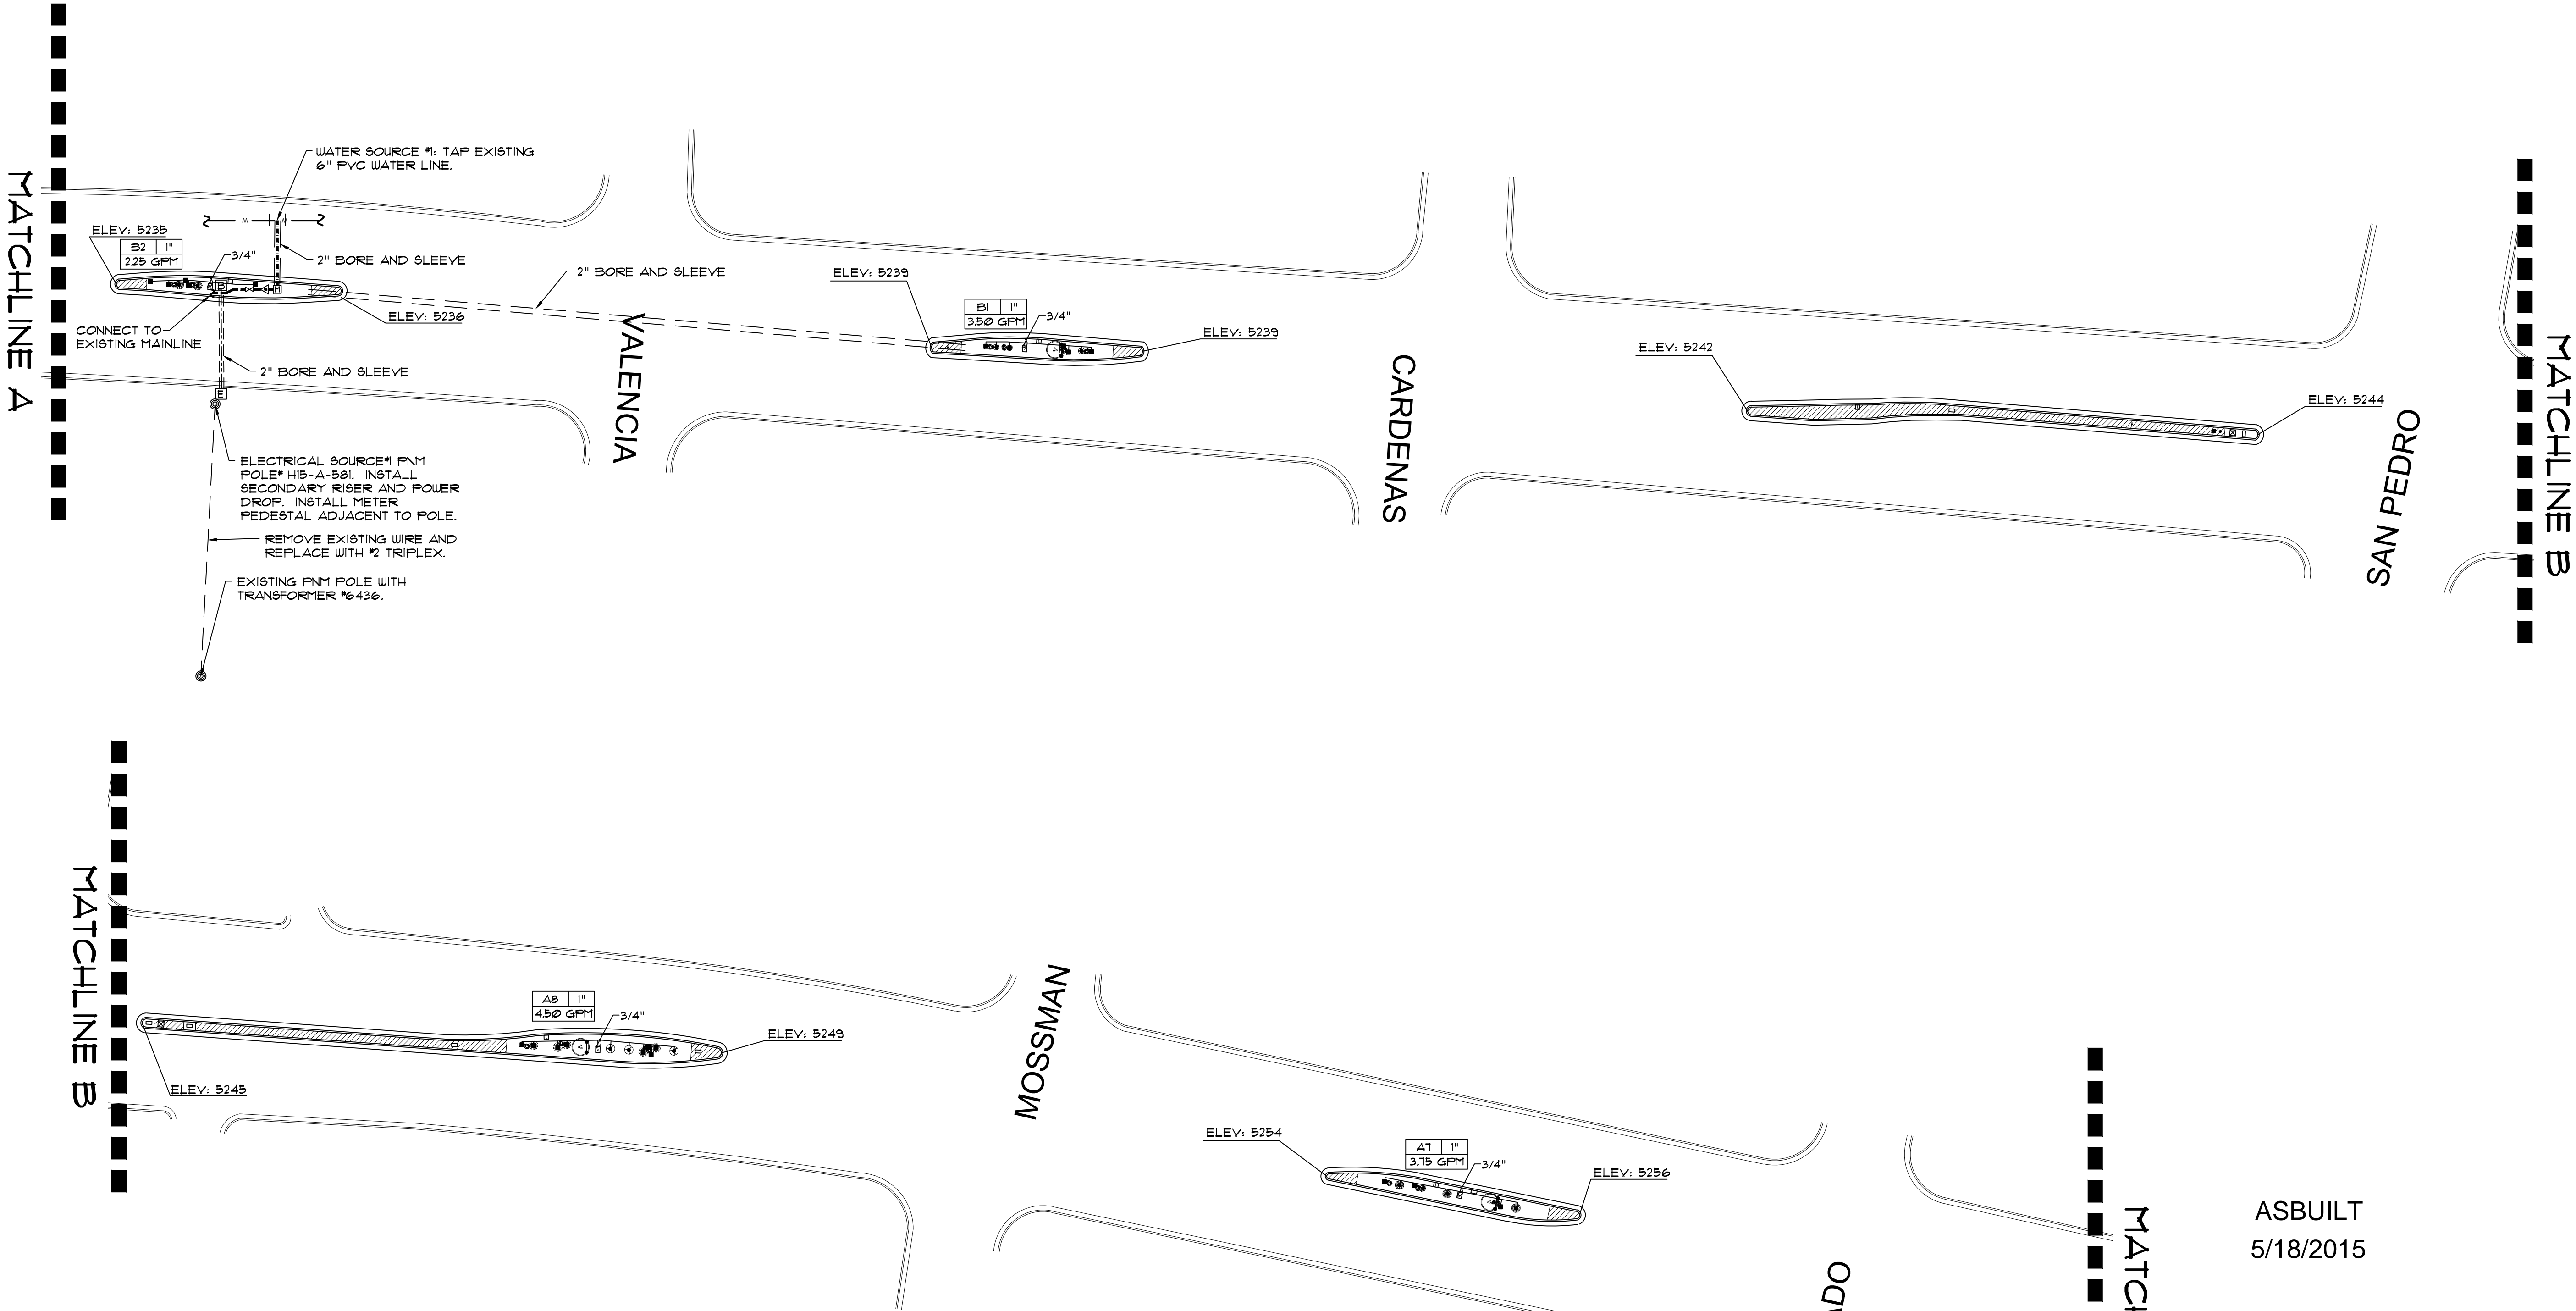 WATER SOURCE #1: TAP EXISTING
6" PVC WATER LINE.
MATCHLINE A
W
W
ELEV: 5235
B2 1"
2.25 GPM
3/4"
2" BORE AND SLEEVE
2" BORE AND SLEEVE
B
M
ELEV: 5236
CONNECT TO
EXISTING MAINLINE
2" BORE AND SLEEVE
E
VALENCIA
ELEV: 5239
B1 1"
3.50 GPM
3/4"
ELEV: 5239
CARDENAS
ELEV: 5242
ELEV: 5244
SAN PEDRO
MATCHLINE B
ELECTRICAL SOURCE#1 PNM
POLE# H15-A-581. INSTALL
SECONDARY RISER AND POWER
DROP. INSTALL METER
PEDESTAL ADJACENT TO POLE.
REMOVE EXISTING WIRE AND
REPLACE WITH #2 TRIPLEX.
EXISTING PNM POLE WITH
TRANSFORMER #6436.
MATCHLINE B
ELEV: 5245
A8 1"
4.50 GPM
3/4"
ELEV: 5249
MOSSMAN
ELEV: 5254
A7 1"
3.75 GPM
3/4"
ELEV: 5256
ADO
MATC
ASBUILT
5/18/2015